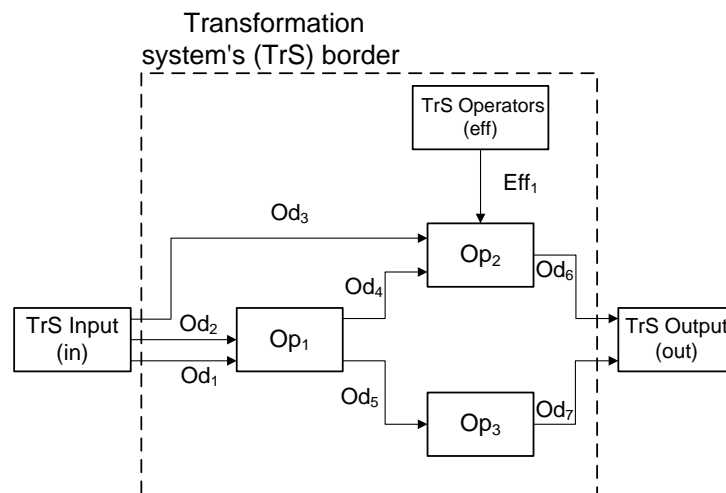 Transformation
system's (TrS) border
TrS Operators
(eff)
Eff₁
Od₃
Op₂
Od₄
Od₆
TrS Input
(in)
Od₂
Op₁
TrS Output
(out)
Od₁
Od₅
Op₃
Od₇